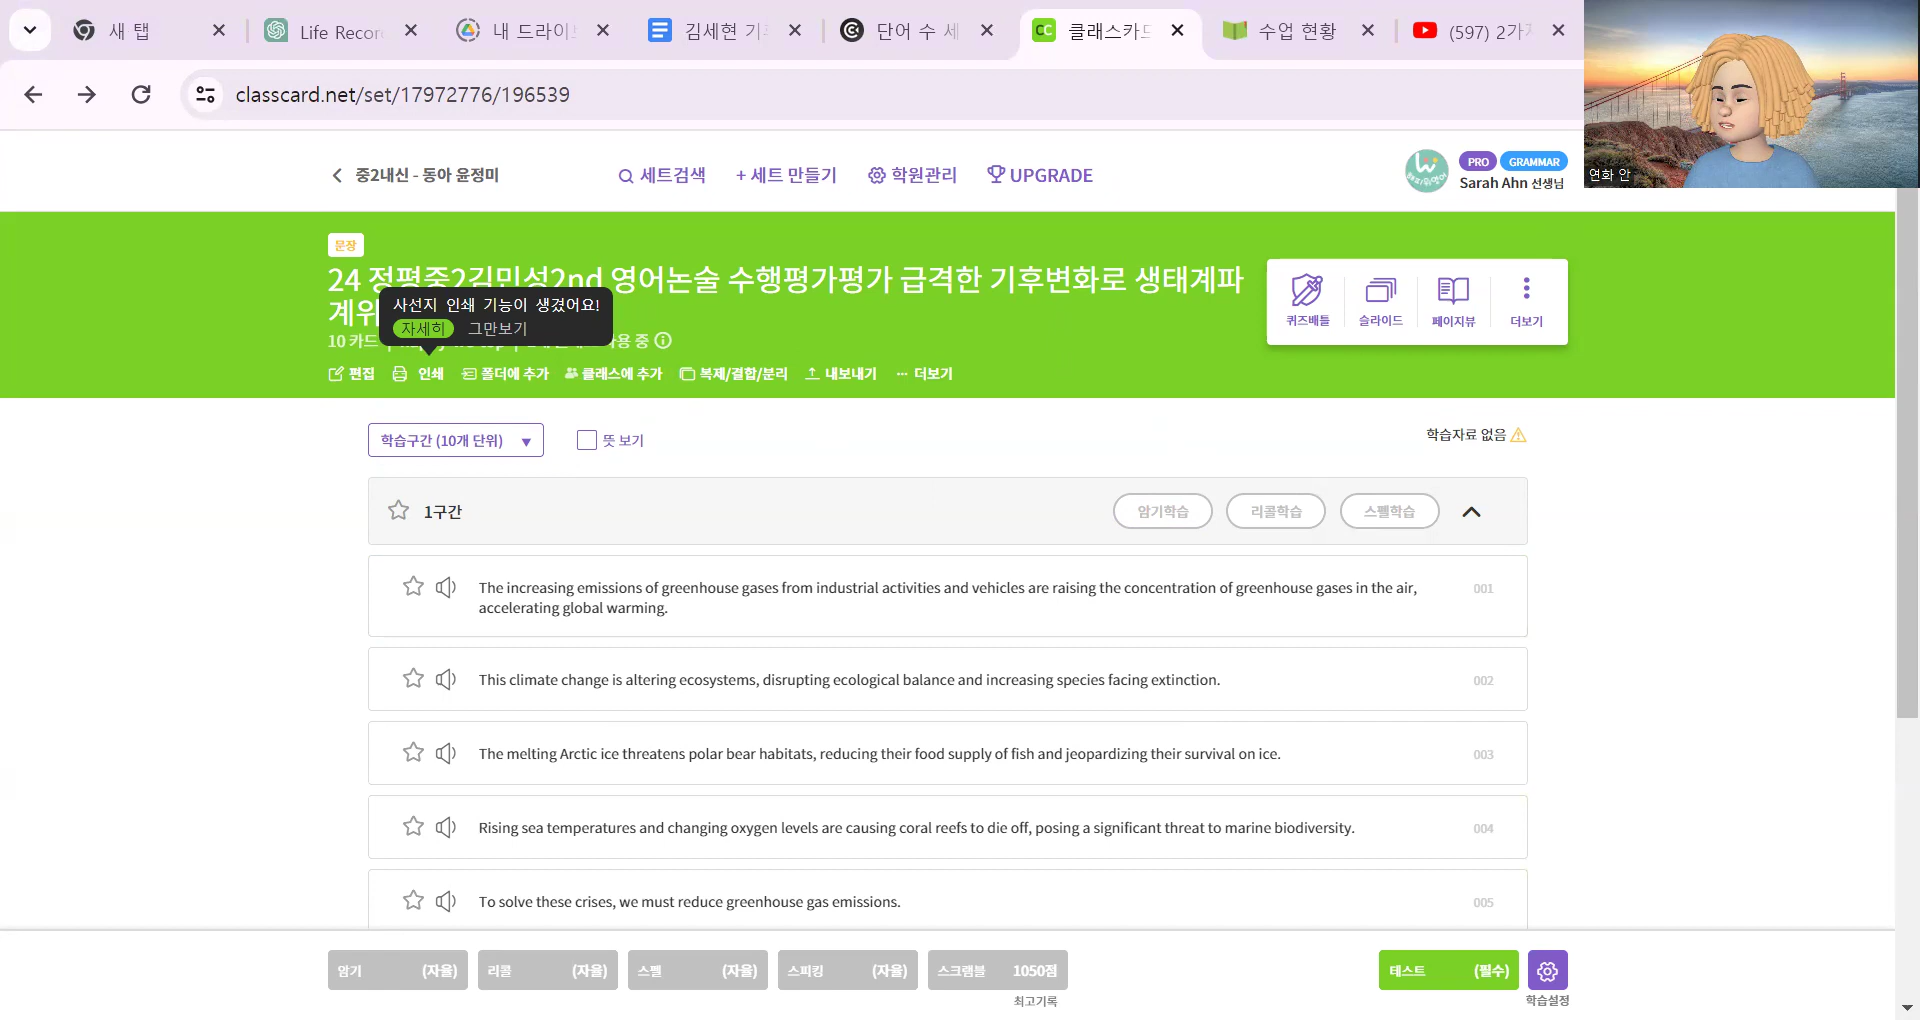 새 탭
Life Recor
내 드라이
김세현 기
단어 수 세
클래스카드
수업 현황
(597) 2가
classcard.net/set/17972776/196539
연화 안
중2내신 - 동아 윤정미
세트검색
+ 세트 만들기
학원관리
UPGRADE
PRO
GRAMMAR
Sarah Ahn 선생님
문장
24 정평중2김민성2nd 영어논술 수행평가평가 급격한 기후변화로 생태계파
계위
사선지 인쇄 기능이 생겼어요!
자세히 그만보기
10 카드
용 중
편집
인쇄
폴더에 추가
클래스에 추가
복제/결합/분리
내보내기
··· 더보기
퀴즈배틀
슬라이드
페이지뷰
더보기
학습구간 (10개 단위)
뜻 보기
학습자료 없음
1구간
암기학습
리콜학습
스펠학습
The increasing emissions of greenhouse gases from industrial activities and vehicles are raising the concentration of greenhouse gases in the air,
accelerating global warming.
001
This climate change is altering ecosystems, disrupting ecological balance and increasing species facing extinction.
002
The melting Arctic ice threatens polar bear habitats, reducing their food supply of fish and jeopardizing their survival on ice.
003
Rising sea temperatures and changing oxygen levels are causing coral reefs to die off, posing a significant threat to marine biodiversity.
004
To solve these crises, we must reduce greenhouse gas emissions.
005
암기 (자율)
리콜 (자율)
스펠 (자율)
스피킹 (자율)
스크램블 1050점
최고기록
테스트 (필수)
학습설정